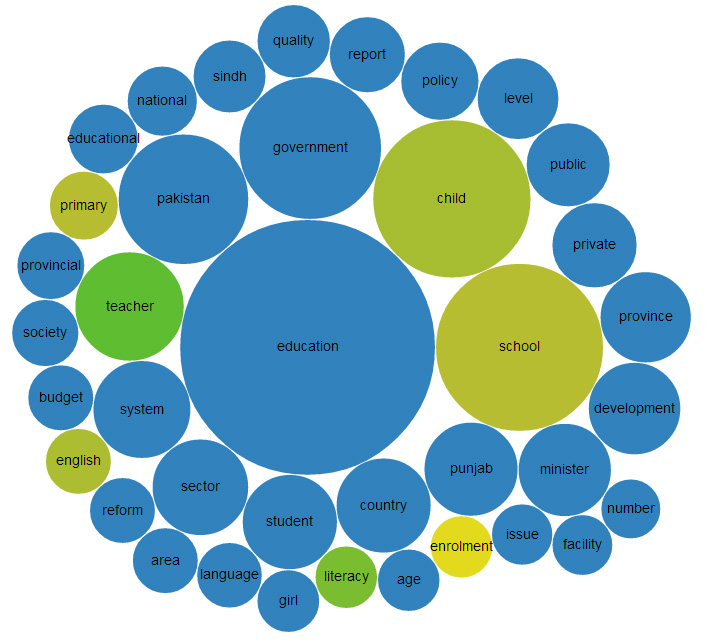 quality
report
sindh
policy
national
level
educational
government
public
pakistan
child
primary
private
provincial
teacher
province
society
education
school
budget
system
development
english
sector
punjab
minister
reform
student
country
number
issue
enrolment
facility
area
language
literacy
age
girl